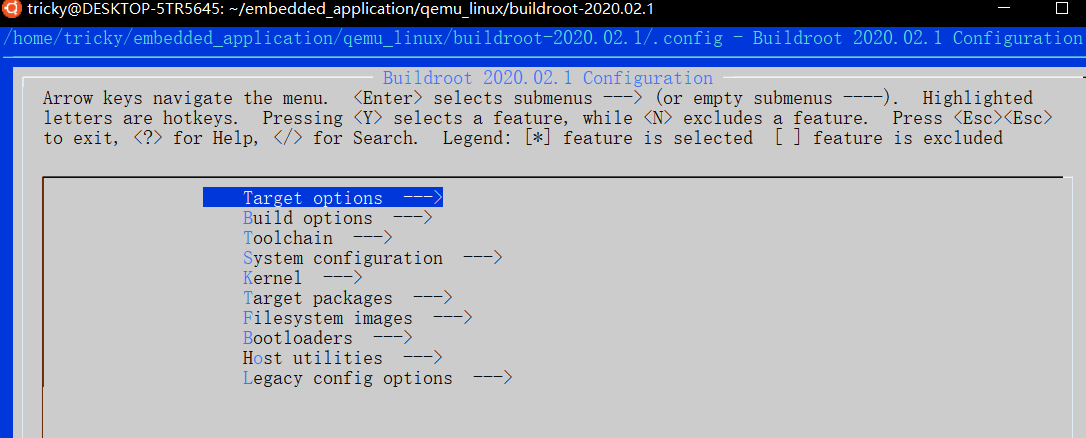 tricky@DESKTOP-5TR5645: ~/embedded_application/qemu_linux/buildroot-2020.02.1
/home/tricky/embedded_application/qemu_linux/buildroot-2020.02.1/.config - Buildroot 2020.02.1 Configuration
Buildroot 2020.02.1 Configuration
Arrow keys navigate the menu.  <Enter> selects submenus ---> (or empty submenus ----).  Highlighted
letters are hotkeys.  Pressing <Y> selects a feature, while <N> excludes a feature.  Press <Esc><Esc>
to exit, <?> for Help, </> for Search.  Legend: [*] feature is selected  [ ] feature is excluded
Target options  --->
Build options  --->
Toolchain  --->
System configuration  --->
Kernel  --->
Target packages  --->
Filesystem images  --->
Bootloaders  --->
Host utilities  --->
Legacy config options  --->